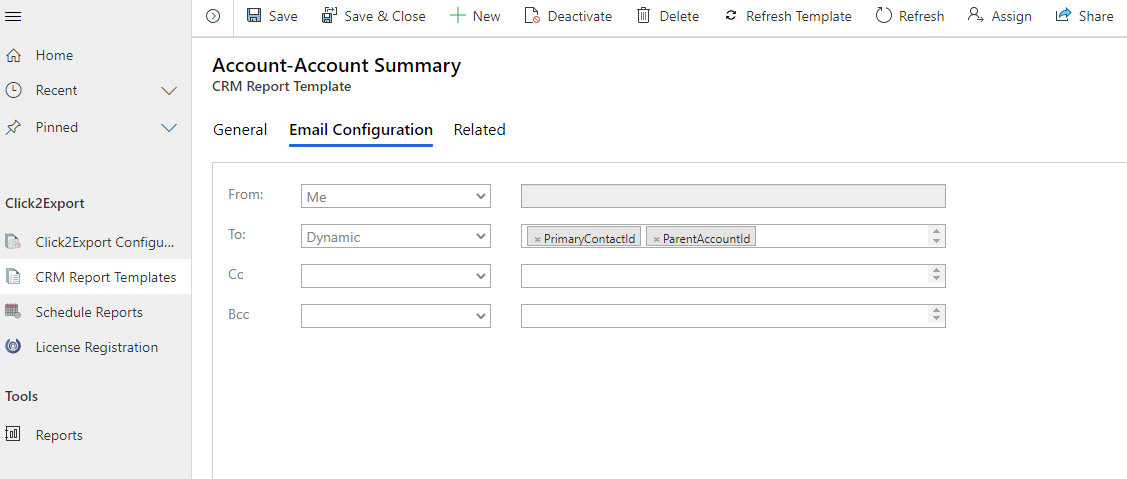 Save
Save & Close
New
Deactivate
Delete
Refresh Template
Refresh
Assign
Share
Home
Recent
Pinned
Click2Export
Click2Export Configu...
CRM Report Templates
Schedule Reports
License Registration
Tools
Reports
Account-Account Summary
CRM Report Template
General Email Configuration Related
From: Me
To: Dynamic × PrimaryContactId × ParentAccountId
Cc
Bcc